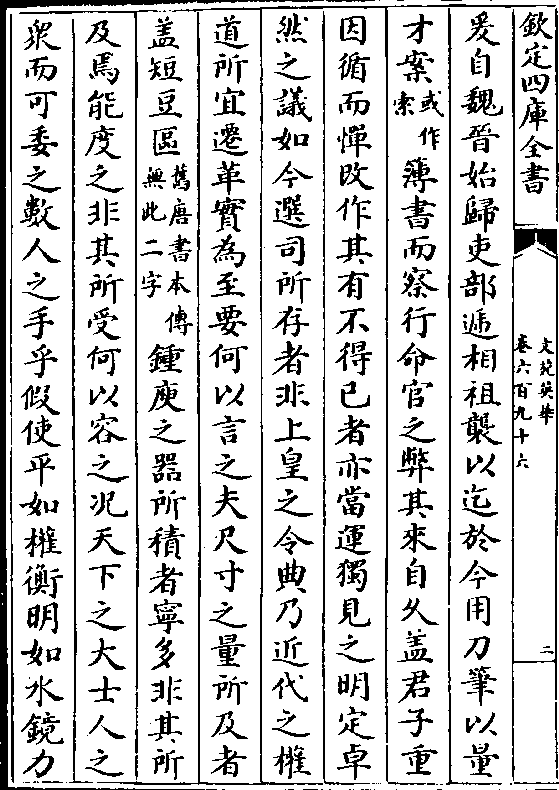 欽定四庫全書
文苑英華
卷六百九十六
二
爰自魏晉始歸吏部遞相祖襲以迄於今用刀筆以量
才案或作索簿書而察行命官之弊其來自久盖君子重
因循而憚改作其有不得已者亦當運獨見之明定卓
然之議如今選司所存者非上皇之令典乃近代之權
道所宜遷革實為至要何以言之夫尺寸之量所及者
盖短豆區舊唐書本傳無此二字鍾庾之器所積者寧多非其所
及焉能度之非其所受何以容之况天下之大士人之
衆而可委之數人之手乎假使平如權衡明如水鏡力